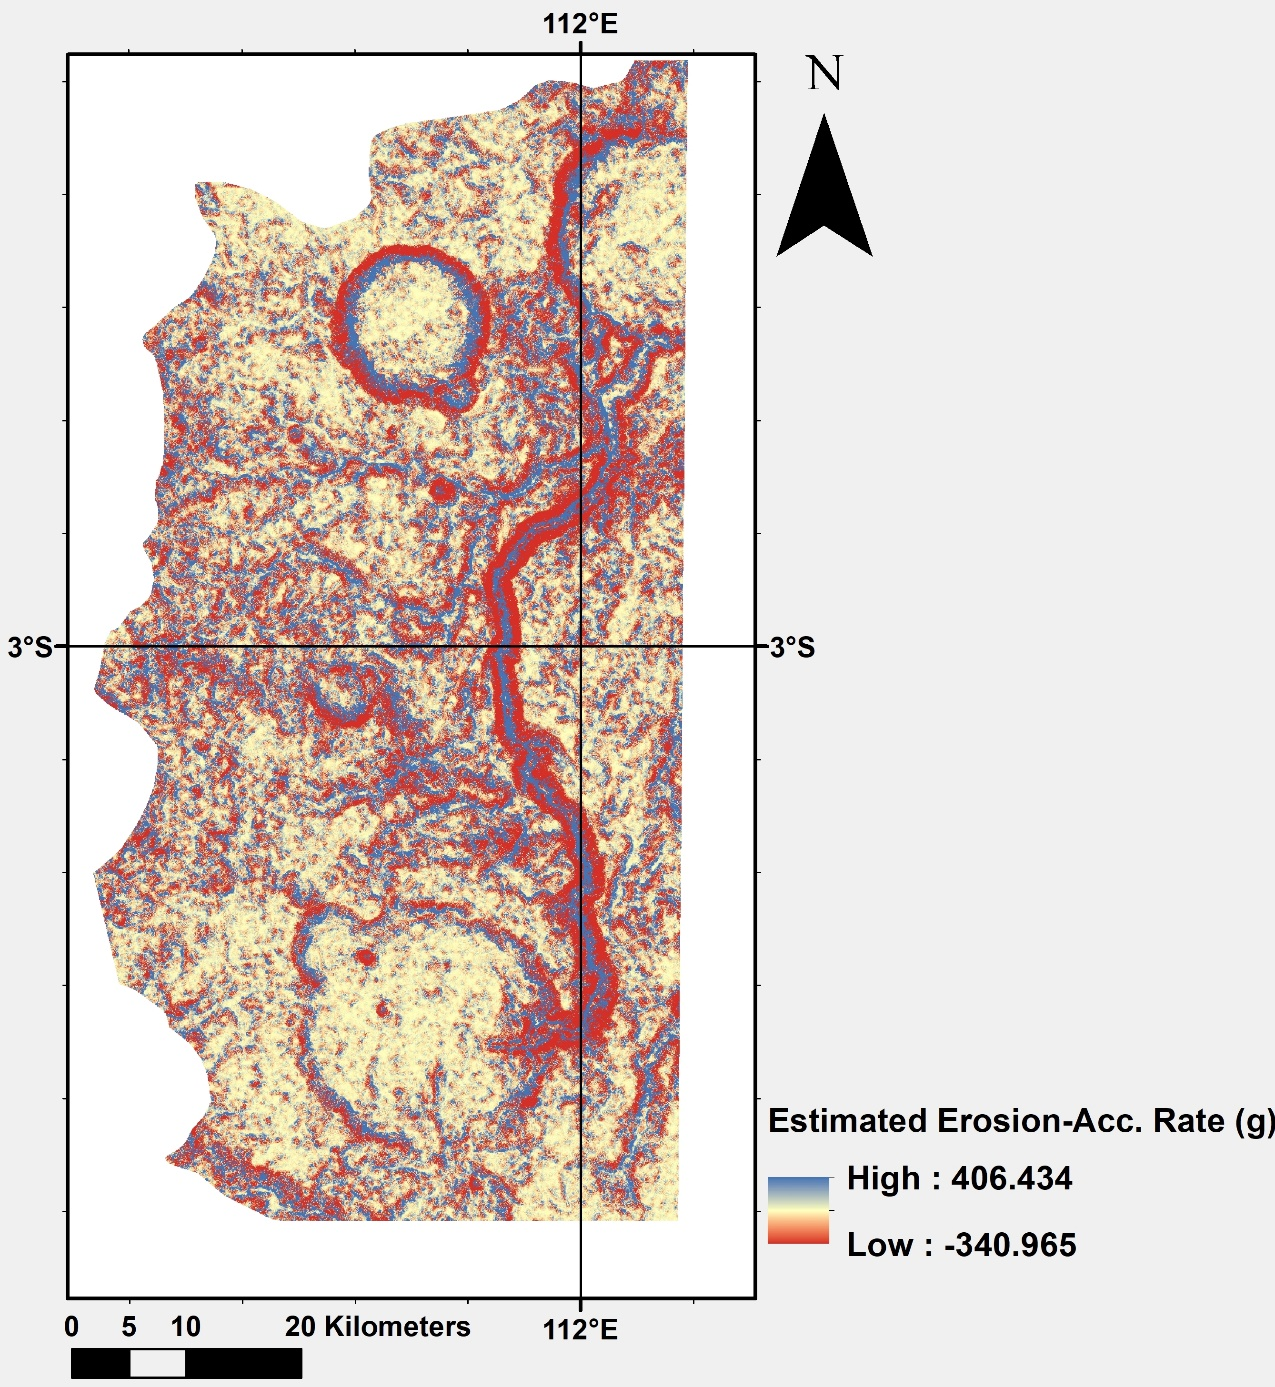 112°E
N
3°S
3°S
Estimated Erosion-Acc. Rate (g)
High : 406.434
Low : -340.965
0 5 10 20 Kilometers
112°E